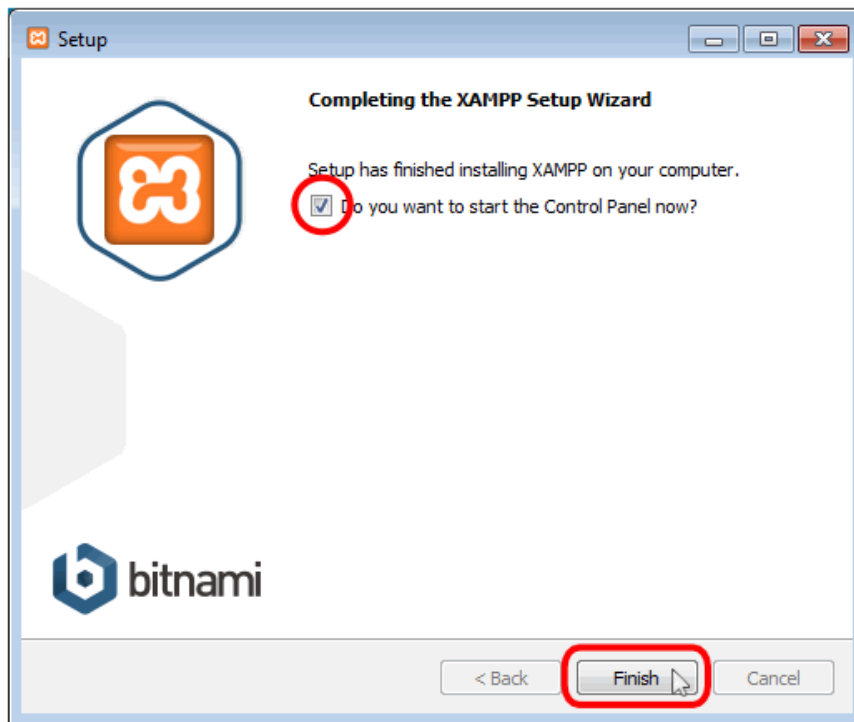 Setup
Completing the XAMPP Setup Wizard
Setup has finished installing XAMPP on your computer.
Do you want to start the Control Panel now?
bitnami
< Back
Finish
Cancel